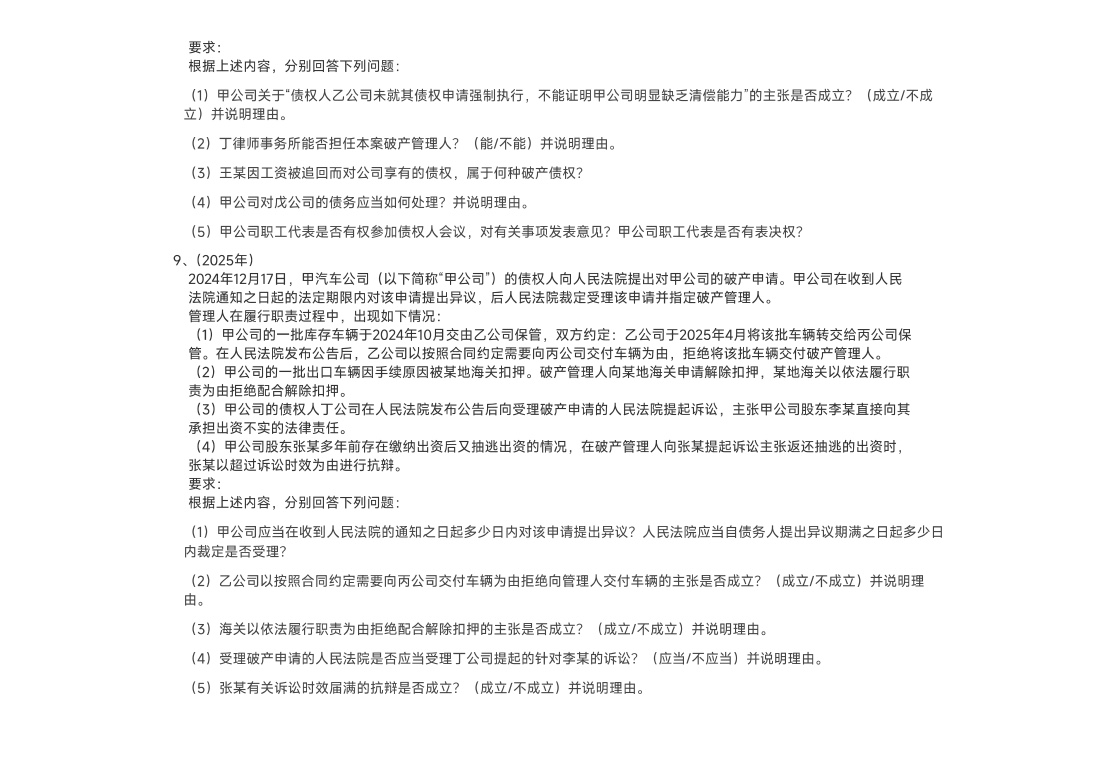 要求：
根据上述内容，分别回答下列问题：
（1）甲公司关于“债权人乙公司未就其债权申请强制执行，不能证明甲公司明显缺乏清偿能力”的主张是否成立？（成立/不成
立）并说明理由。
（2）丁律师事务所能否担任本案破产管理人？（能/不能）并说明理由。
（3）王某因工资被追回而对公司享有的债权，属于何种破产债权？
（4）甲公司对戊公司的债务应当如何处理？并说明理由。
（5）甲公司职工代表是否有权参加债权人会议，对有关事项发表意见？甲公司职工代表是否有表决权？
9、（2025年）
2024年12月17日，甲汽车公司（以下简称“甲公司”）的债权人向人民法院提出对甲公司的破产申请。甲公司在收到人民
法院通知之日起的法定期限内对该申请提出异议，后人民法院裁定受理该申请并指定破产管理人。
管理人在履行职责过程中，出现如下情况：
（1）甲公司的一批库存车辆于2024年10月交由乙公司保管，双方约定：乙公司于2025年4月将该批车辆转交给丙公司保
管。在人民法院发布公告后，乙公司以按照合同约定需要向丙公司交付车辆为由，拒绝将该批车辆交付破产管理人。
（2）甲公司的一批出口车辆因手续原因被某地海关扣押。破产管理人向某地海关申请解除扣押，某地海关以依法履行职
责为由拒绝配合解除扣押。
（3）甲公司的债权人丁公司在人民法院发布公告后向受理破产申请的人民法院提起诉讼，主张甲公司股东李某直接向其
承担出资不实的法律责任。
（4）甲公司股东张某多年前存在缴纳出资后又抽逃出资的情况，在破产管理人向张某提起诉讼主张返还抽逃的出资时，
张某以超过诉讼时效为由进行抗辩。
要求：
根据上述内容，分别回答下列问题：
（1）甲公司应当在收到人民法院的通知之日起多少日内对该申请提出异议？人民法院应当自债务人提出异议期满之日起多少日
内裁定是否受理？
（2）乙公司以按照合同约定需要向丙公司交付车辆为由拒绝向管理人交付车辆的主张是否成立？（成立/不成立）并说明理
由。
（3）海关以依法履行职责为由拒绝配合解除扣押的主张是否成立？（成立/不成立）并说明理由。
（4）受理破产申请的人民法院是否应当受理丁公司提起的针对李某的诉讼？（应当/不应当）并说明理由。
（5）张某有关诉讼时效届满的抗辩是否成立？（成立/不成立）并说明理由。